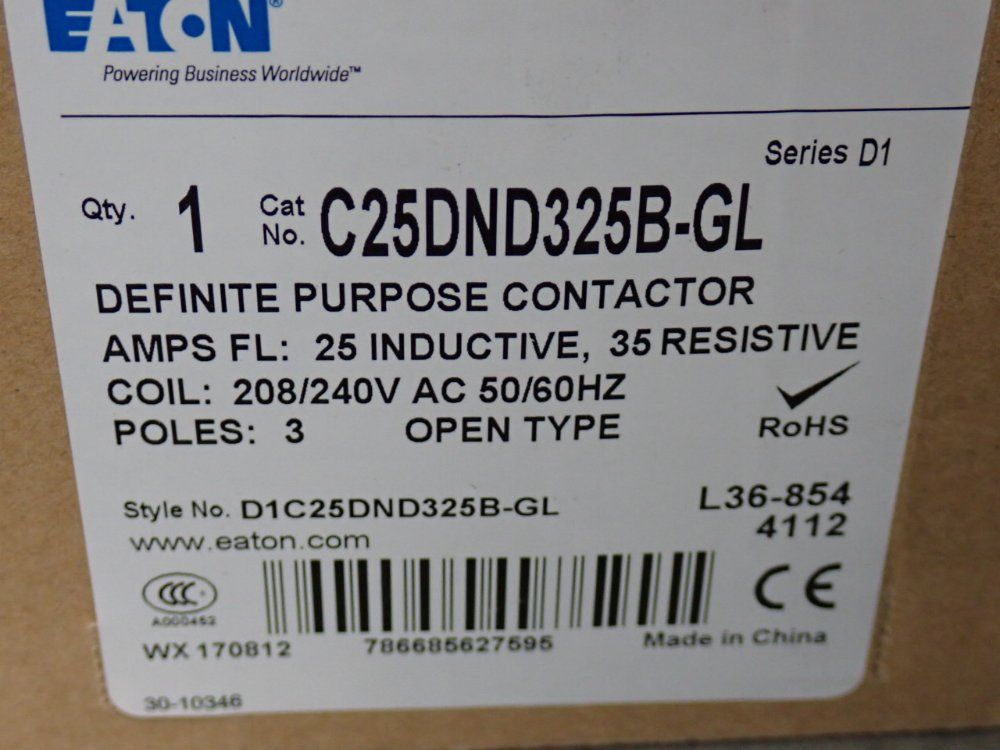 EATON®
Powering Business Worldwide™
Series D1
Qty. 1 Cat No. C25DND325B-GL
DEFINITE PURPOSE CONTACTOR
AMPS FL: 25 INDUCTIVE, 35 RESISTIVE
COIL: 208/240V AC 50/60HZ
POLES: 3 OPEN TYPE
RoHS
Style No. D1C25DND325B-GL
L36-854
4112
www.eaton.com
CCC
A000462
CE
WX 170812
786685627595
Made in China
30-10346